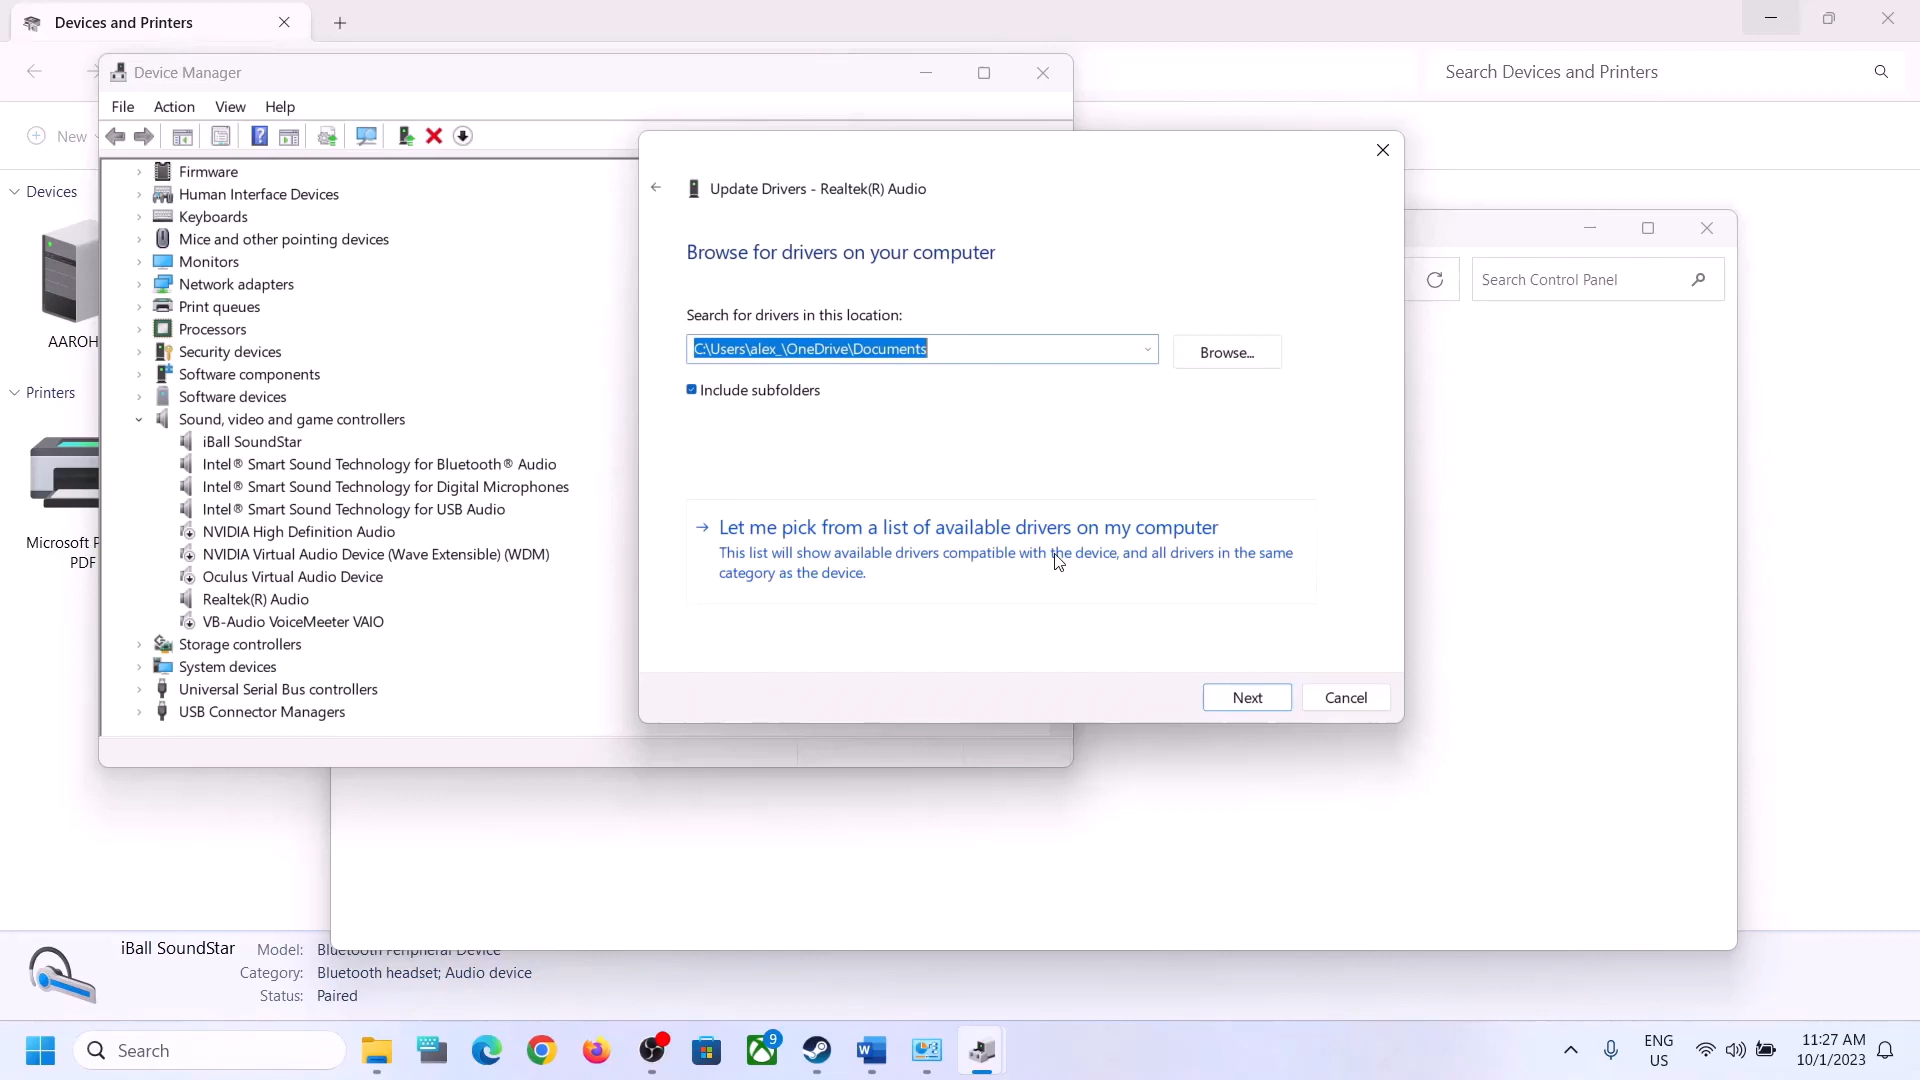 Devices and Printers
Search Devices and Printers
New
Devices
AAROH
Printers
Microsoft P
PDF
Device Manager
File Action View Help
Firmware
Human Interface Devices
Keyboards
Mice and other pointing devices
Monitors
Network adapters
Print queues
Processors
Security devices
Software components
Software devices
Sound, video and game controllers
iBall SoundStar
Intel® Smart Sound Technology for Bluetooth® Audio
Intel® Smart Sound Technology for Digital Microphones
Intel® Smart Sound Technology for USB Audio
NVIDIA High Definition Audio
NVIDIA Virtual Audio Device (Wave Extensible) (WDM)
Oculus Virtual Audio Device
Realtek(R) Audio
VB-Audio VoiceMeeter VAIO
Storage controllers
System devices
Universal Serial Bus controllers
USB Connector Managers
Update Drivers - Realtek(R) Audio
Browse for drivers on your computer
Search for drivers in this location:
C:\Users\alex_\OneDrive\Documents
Browse...
Include subfolders
Let me pick from a list of available drivers on my computer
This list will show available drivers compatible with the device, and all drivers in the same
category as the device.
Next Cancel
Search Control Panel
iBall SoundStar
Model: Bluetooth Peripheral Device
Category: Bluetooth headset; Audio device
Status: Paired
Search
9
ENG
US
11:27 AM
10/1/2023